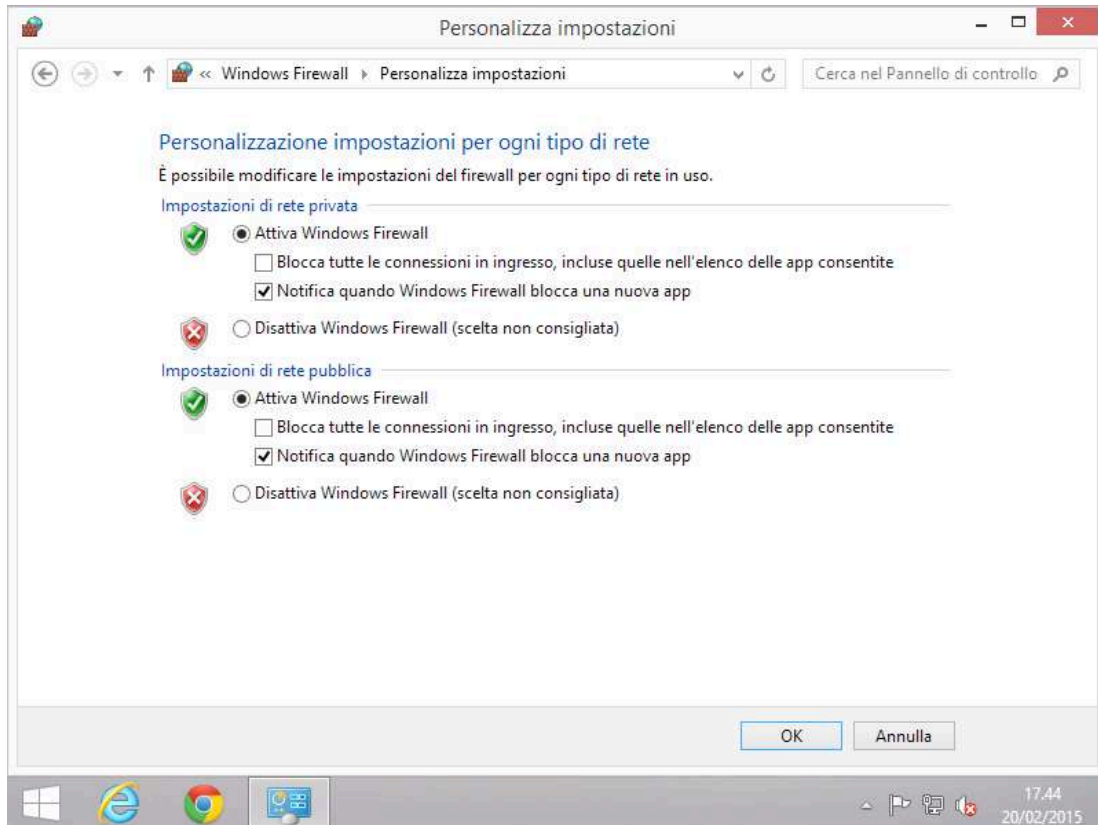 Personalizza impostazioni
« Windows Firewall Personalizza impostazioni Cerca nel Pannello di controllo
Personalizzazione impostazioni per ogni tipo di rete
È possibile modificare le impostazioni del firewall per ogni tipo di rete in uso.
Impostazioni di rete privata
Attiva Windows Firewall
Blocca tutte le connessioni in ingresso, incluse quelle nell'elenco delle app consentite
Notifica quando Windows Firewall blocca una nuova app
Disattiva Windows Firewall (scelta non consigliata)
Impostazioni di rete pubblica
Attiva Windows Firewall
Blocca tutte le connessioni in ingresso, incluse quelle nell'elenco delle app consentite
Notifica quando Windows Firewall blocca una nuova app
Disattiva Windows Firewall (scelta non consigliata)
OK Annulla
17.44
20/02/2015